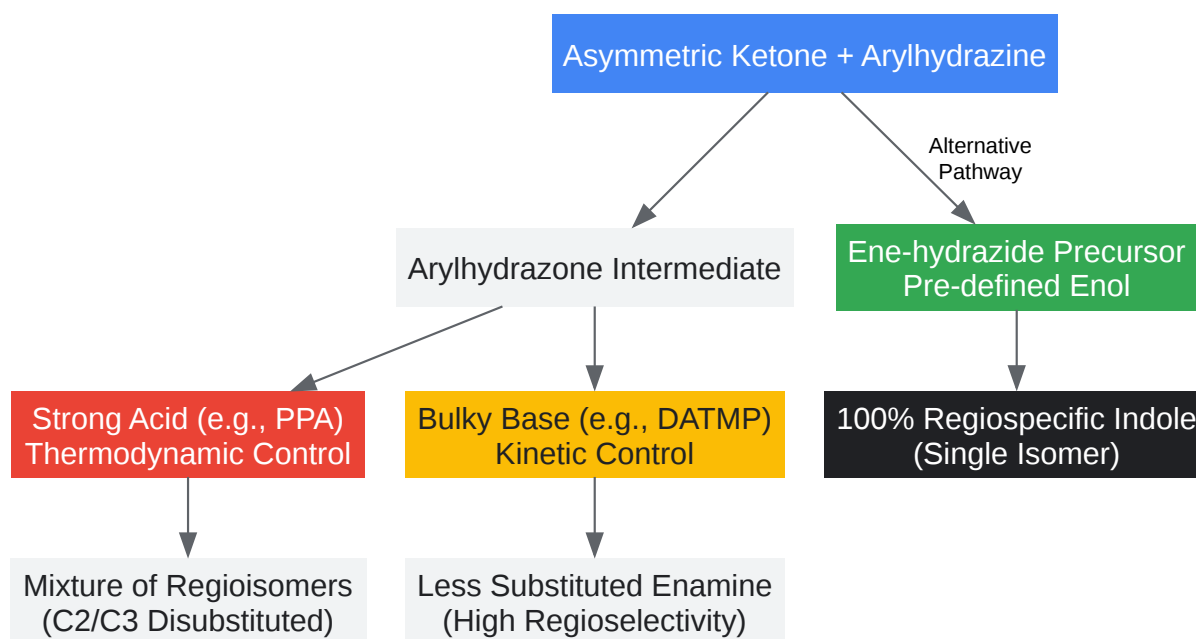 Asymmetric Ketone + Arylhydrazine
Alternative
Pathway
Arylhydrazone Intermediate
Ene-hydrazide Precursor
Pre-defined Enol
Strong Acid (e.g., PPA)
Thermodynamic Control
Bulky Base (e.g., DATMP)
Kinetic Control
100% Regiospecific Indole
(Single Isomer)
Mixture of Regioisomers
(C2/C3 Disubstituted)
Less Substituted Enamine
(High Regioselectivity)